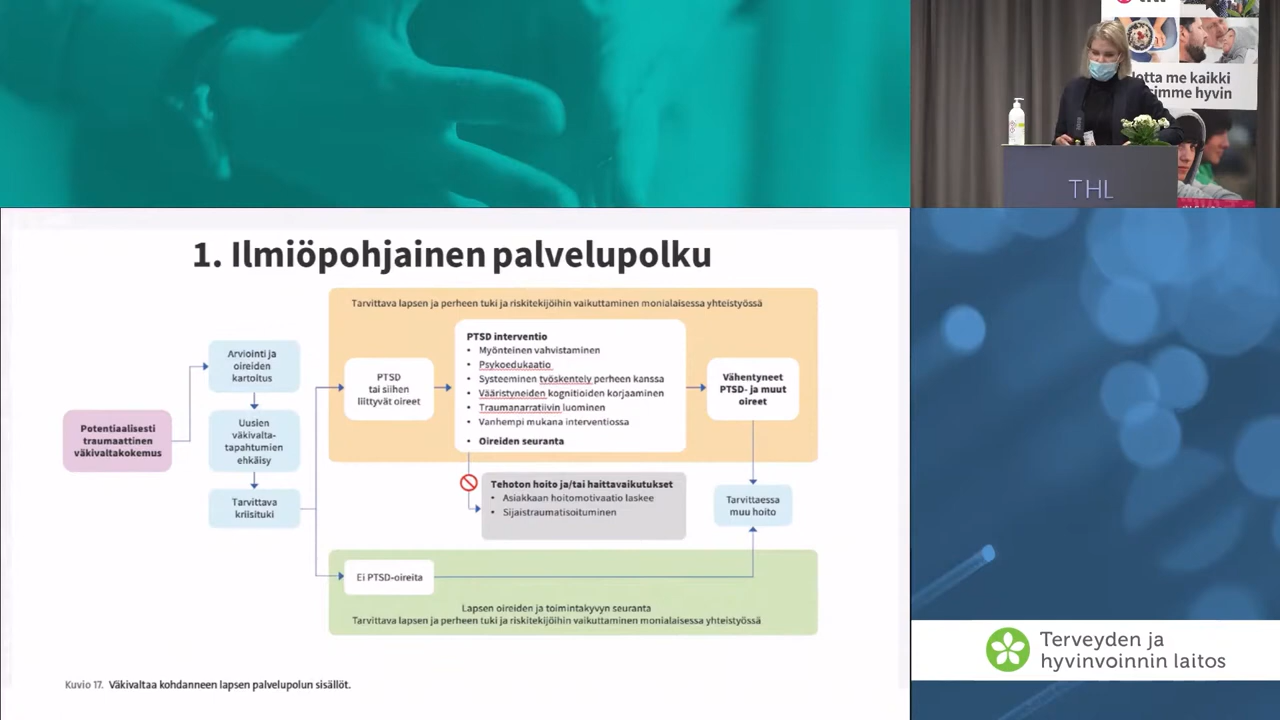 otta me kaikki
simme hyvin
THL
1. Ilmiöpohjainen palvelupolku
Tarvittava lapsen ja perheen tuki ja riskitekijöihin vaikuttaminen monialaisessa yhteistyössä
Potentiaalisesti
traumaattinen
väkivaltakokemus
Arviointi ja
oireiden
kartoitus
Uusien
väkivalta-
tapahtumien
ehkäisy
Tarvittava
kriisituki
PTSD
tai siihen
liittyvät oireet
PTSD interventio
• Myönteinen vahvistaminen
• Psykoedukaatio
• Systeeminen työskentely perheen kanssa
• Vääristyneiden kognitioiden korjaaminen
• Traumanarratiivin luominen
• Vanhempi mukana interventiossa
• Oireiden seuranta
Vähentyneet
PTSD- ja muut
oireet
Tehoton hoito ja/tai haittavaikutukset
• Asiakkaan hoitomotivaatio laskee
• Sijaistraumatisoituminen
Tarvittaessa
muu hoito
Ei PTSD-oireita
Lapsen oireiden ja toimintakyvyn seuranta
Tarvittava lapsen ja perheen tuki ja riskitekijöihin vaikuttaminen monialaisessa yhteistyössä
Kuvio 17. Väkivaltaa kohdanneen lapsen palvelupolun sisällöt.
Terveyden ja
hyvinvoinnin laitos